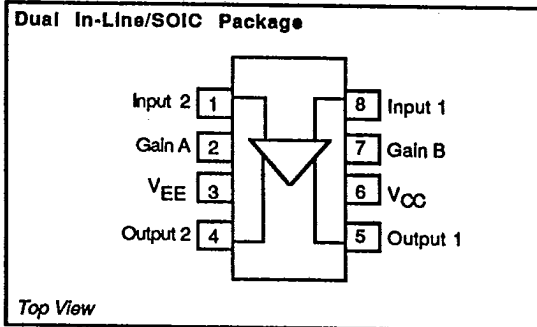 Dual In-Line/SOIC Package
Input 2 1 8 Input 1
Gain A 2 7 Gain B
VEE 3 6 VCC
Output 2 4 5 Output 1
Top View